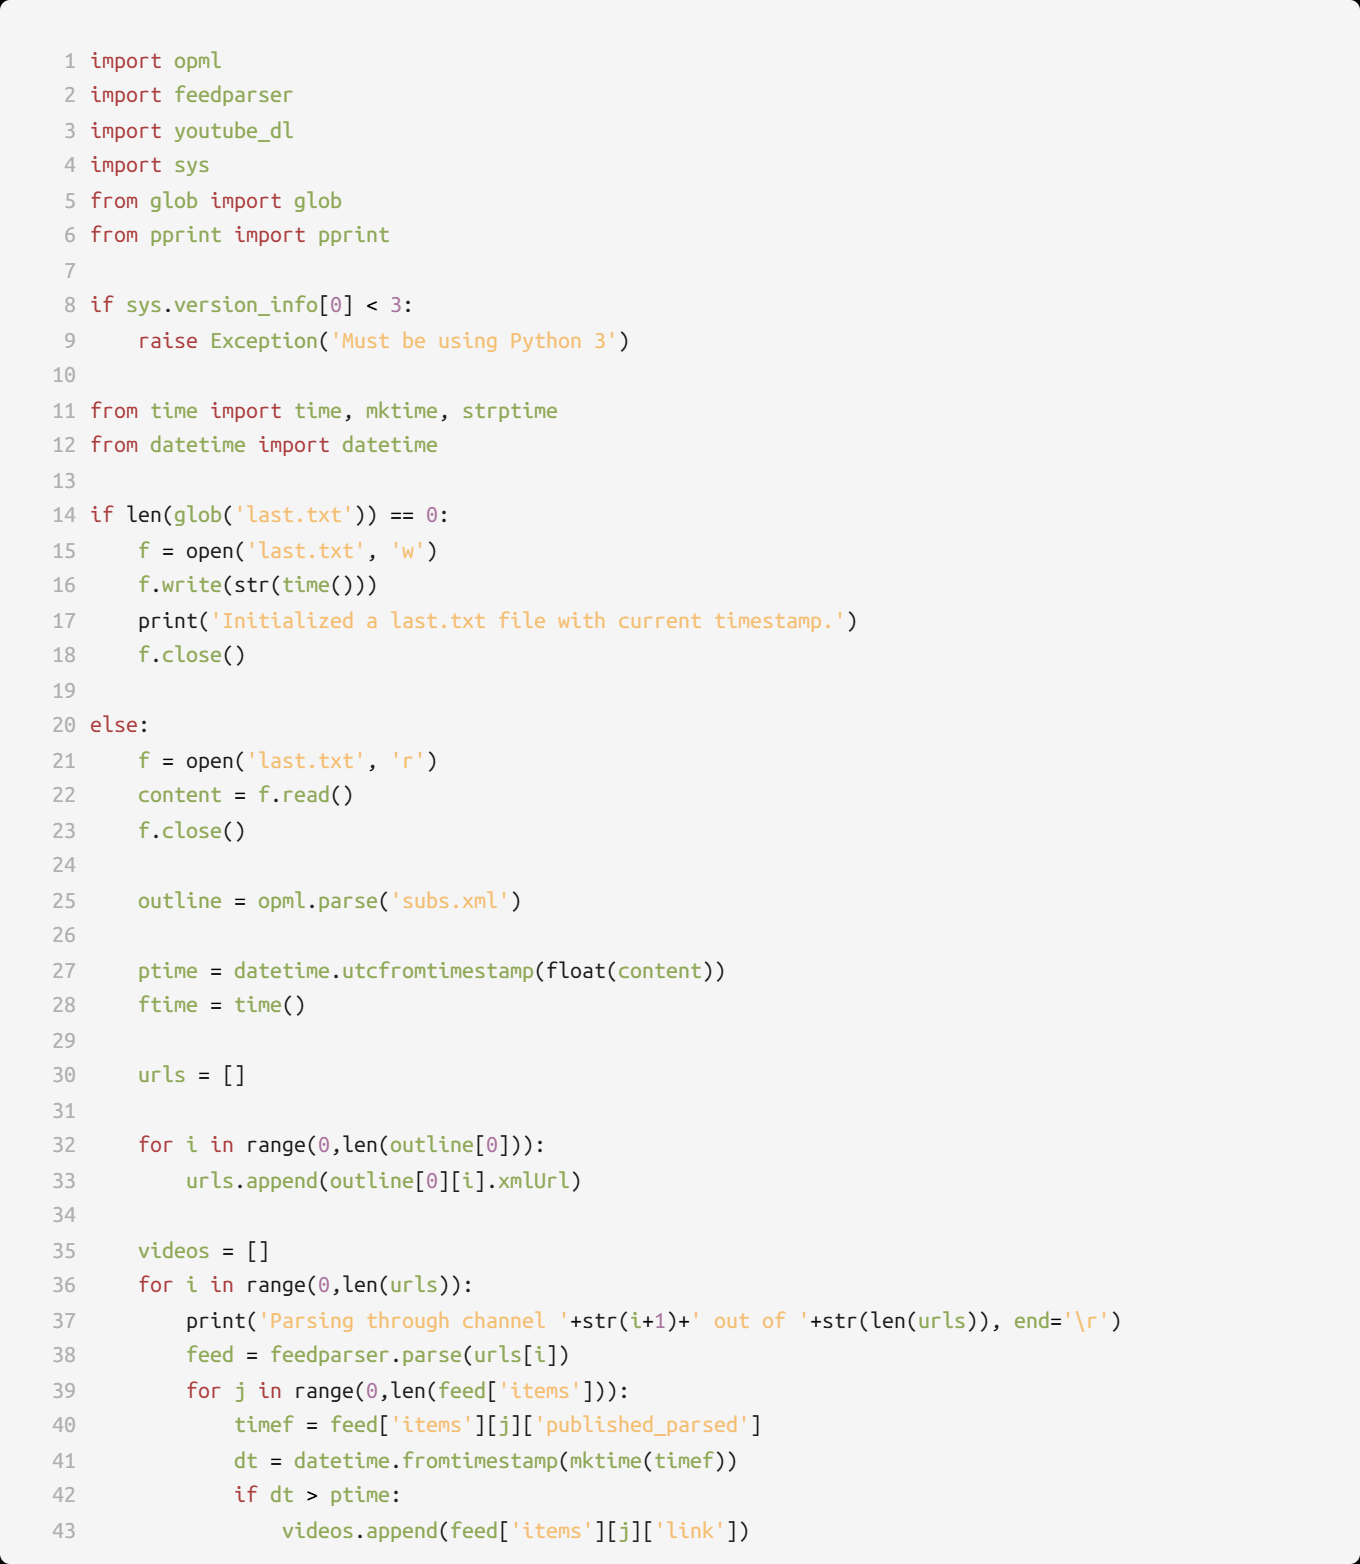 1 import opml
2 import feedparser
3 import youtube_dl
4 import sys
5 from glob import glob
6 from pprint import pprint
7
8 if sys.version_info[0] < 3:
9     raise Exception('Must be using Python 3')
10
11 from time import time, mktime, strptime
12 from datetime import datetime
13
14 if len(glob('last.txt')) == 0:
15     f = open('last.txt', 'w')
16     f.write(str(time()))
17     print('Initialized a last.txt file with current timestamp.')
18     f.close()
19
20 else:
21     f = open('last.txt', 'r')
22     content = f.read()
23     f.close()
24
25     outline = opml.parse('subs.xml')
26
27     ptime = datetime.utcfromtimestamp(float(content))
28     ftime = time()
29
30     urls = []
31
32     for i in range(0,len(outline[0])):
33         urls.append(outline[0][i].xmlUrl)
34
35     videos = []
36     for i in range(0,len(urls)):
37         print('Parsing through channel '+str(i+1)+' out of '+str(len(urls)), end='\r')
38         feed = feedparser.parse(urls[i])
39         for j in range(0,len(feed['items'])):
40             timef = feed['items'][j]['published_parsed']
41             dt = datetime.fromtimestamp(mktime(timef))
42             if dt > ptime:
43                 videos.append(feed['items'][j]['link'])